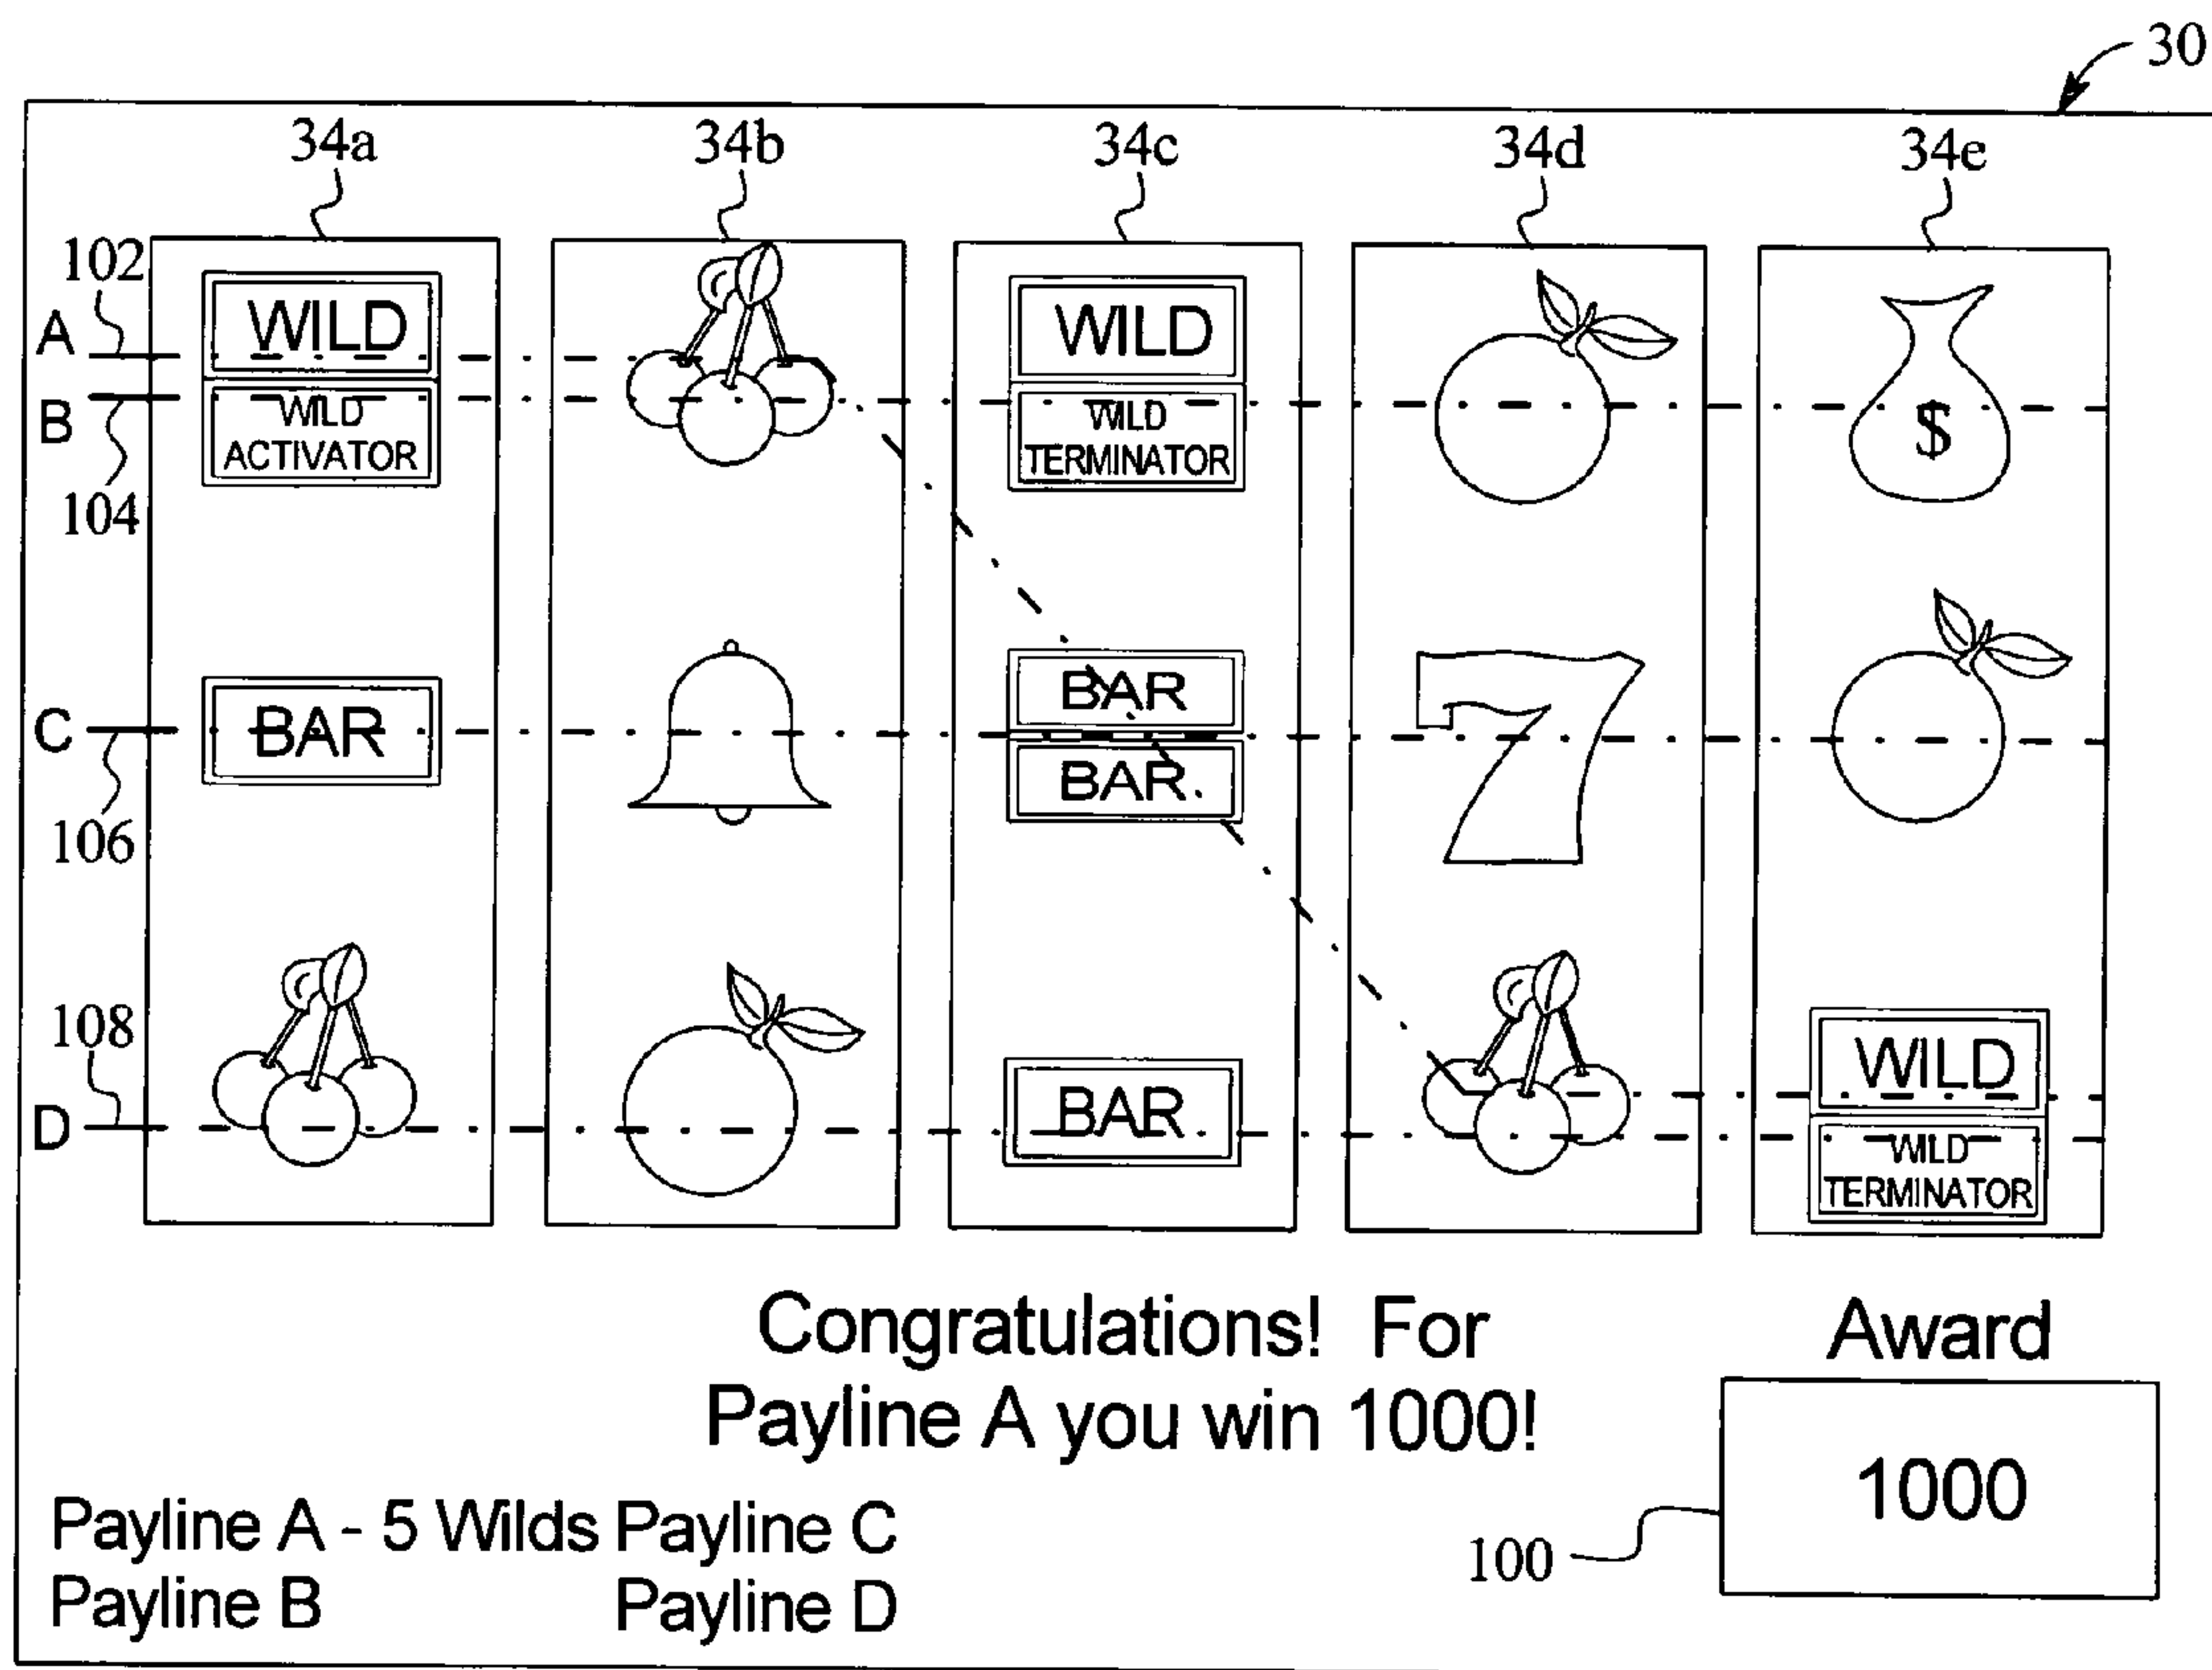 30
34a 34b 34c 34d 34e
102
A
B
104
WILD
WILD
ACTIVATOR
WILD
WILD
TERMINATOR
$
C
106
BAR
BAR
BAR
7
108
D
BAR
WILD
WILD
TERMINATOR
Congratulations! For
Payline A you win 1000!
Award
1000
100
Payline A - 5 Wilds Payline C
Payline B Payline D